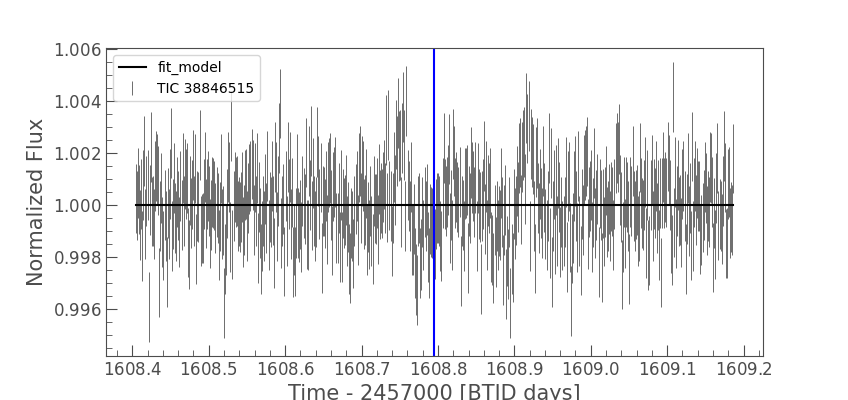 1.006
1.004
1.002
1.000
0.998
0.996
Normalized Flux
fit_model
TIC 38846515
1608.4 1608.5 1608.6 1608.7 1608.8 1608.9 1609.0 1609.1 1609.2
Time - 2457000 [BTJD days]